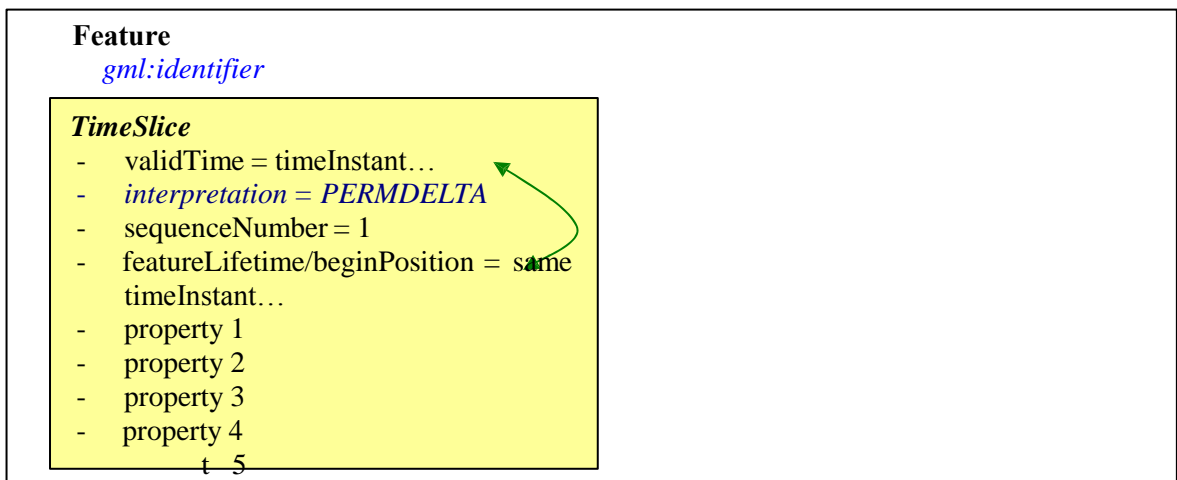 Feature
gml:identifier
TimeSlice
- validTime = timeInstant…
- interpretation = PERMDELTA
- sequenceNumber = 1
- featureLifetime/beginPosition = same
timeInstant…
- property 1
- property 2
- property 3
- property 4
t 5